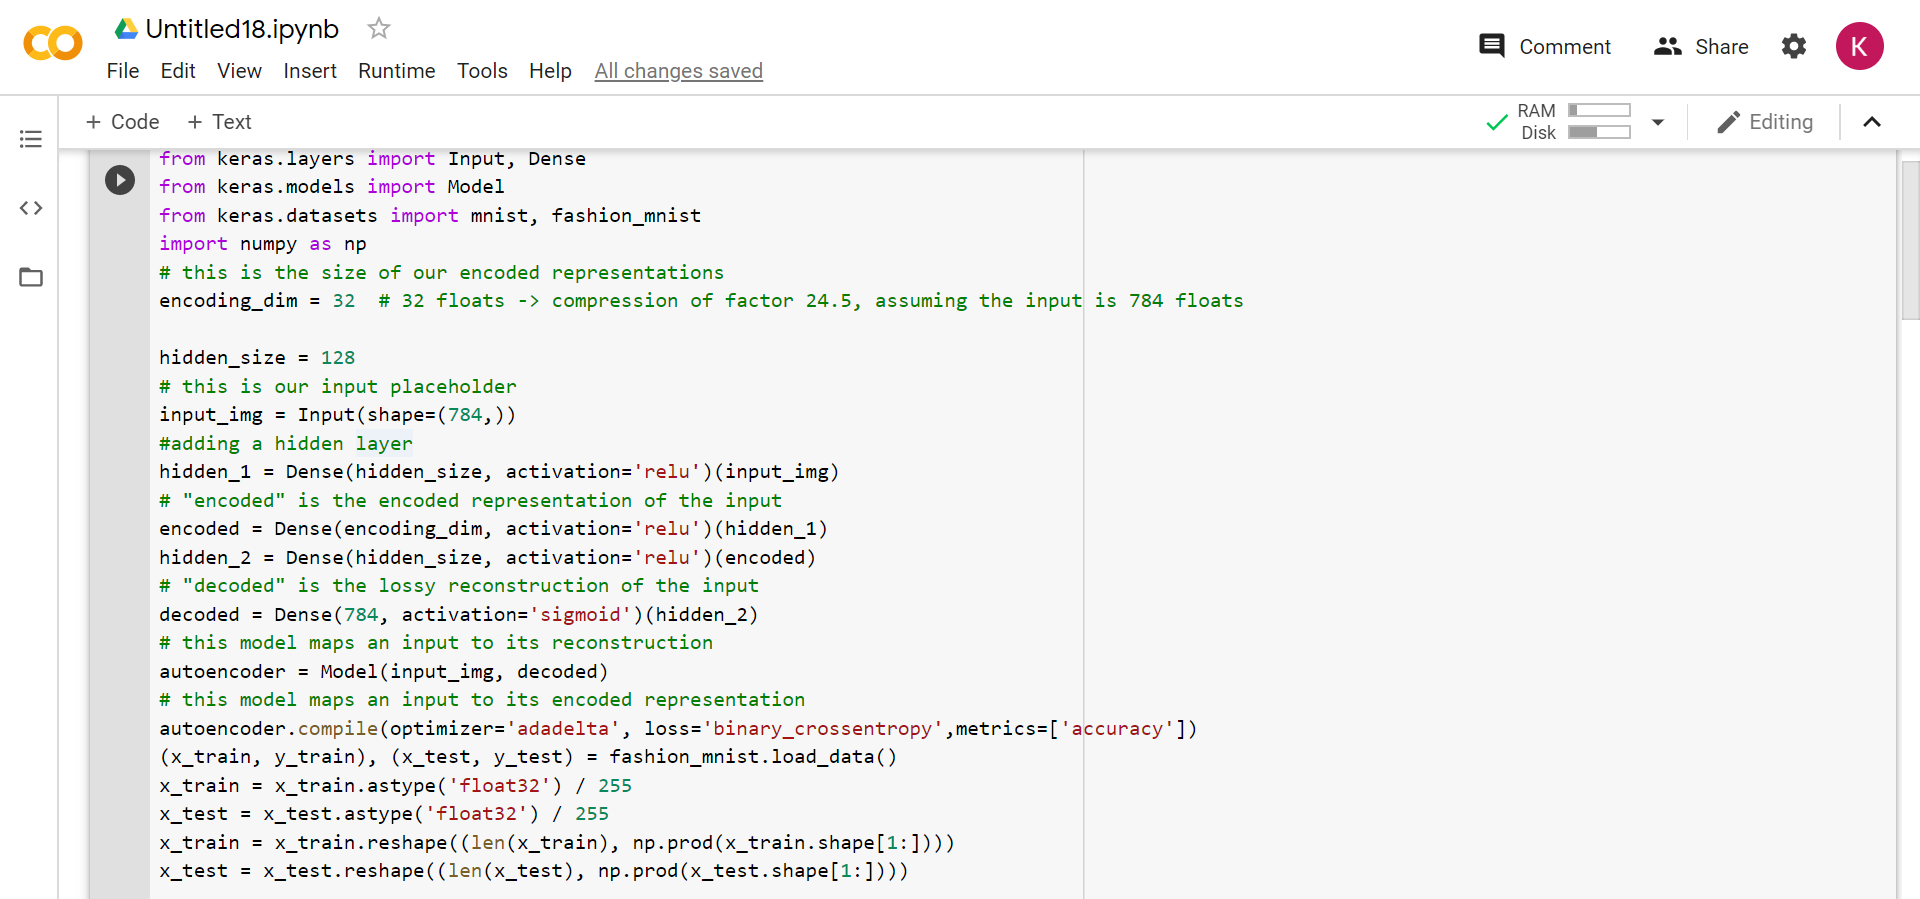 Untitled18.ipynb
File Edit View Insert Runtime Tools Help All changes saved
Comment Share K
+ Code + Text
RAM
Disk
Editing
from keras.layers import Input, Dense
from keras.models import Model
from keras.datasets import mnist, fashion_mnist
import numpy as np
# this is the size of our encoded representations
encoding_dim = 32  # 32 floats -> compression of factor 24.5, assuming the input is 784 floats
hidden_size = 128
# this is our input placeholder
input_img = Input(shape=(784,))
#adding a hidden layer
hidden_1 = Dense(hidden_size, activation='relu')(input_img)
# "encoded" is the encoded representation of the input
encoded = Dense(encoding_dim, activation='relu')(hidden_1)
hidden_2 = Dense(hidden_size, activation='relu')(encoded)
# "decoded" is the lossy reconstruction of the input
decoded = Dense(784, activation='sigmoid')(hidden_2)
# this model maps an input to its reconstruction
autoencoder = Model(input_img, decoded)
# this model maps an input to its encoded representation
autoencoder.compile(optimizer='adadelta', loss='binary_crossentropy',metrics=['accuracy'])
(x_train, y_train), (x_test, y_test) = fashion_mnist.load_data()
x_train = x_train.astype('float32') / 255
x_test = x_test.astype('float32') / 255
x_train = x_train.reshape((len(x_train), np.prod(x_train.shape[1:])))
x_test = x_test.reshape((len(x_test), np.prod(x_test.shape[1:])))